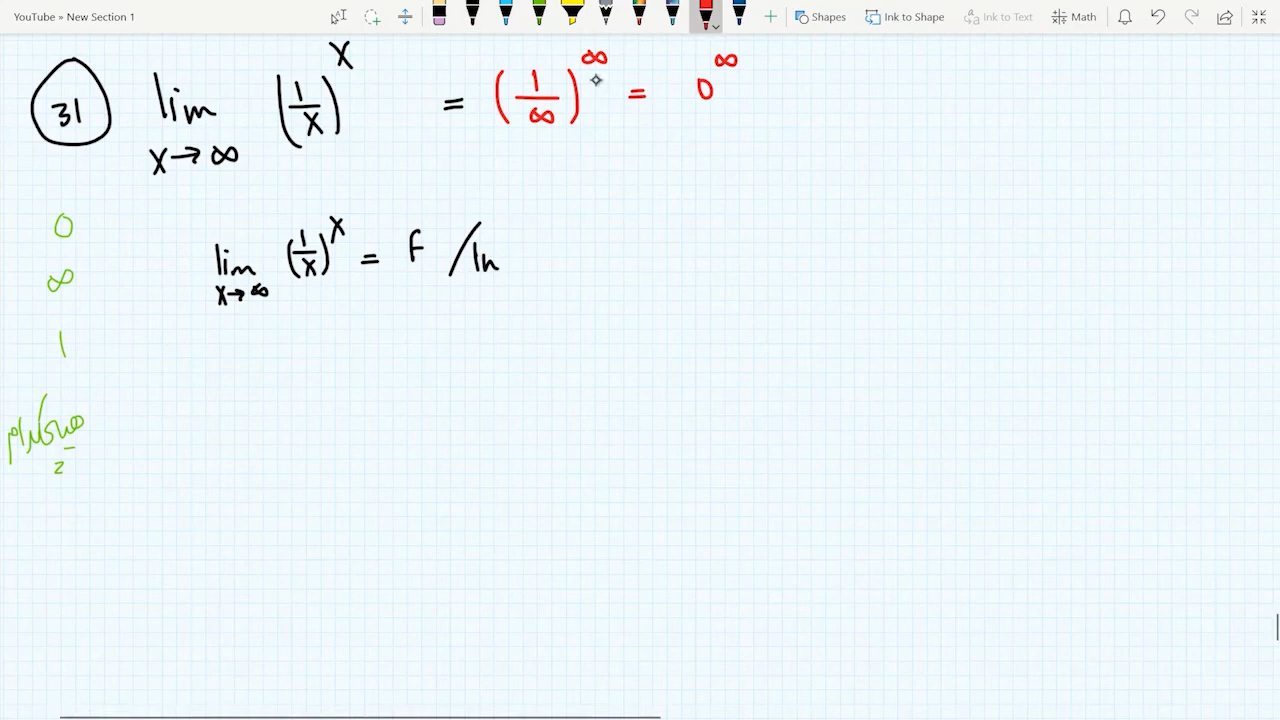 YouTube » New Section 1
Shapes
Ink to Shape
Ink to Text
Math
31 lim x→∞ (1/x)^x = (1/∞)^∞ = 0^∞
0
lim x→∞ (1/x)^x = F / ln
∞
1
2